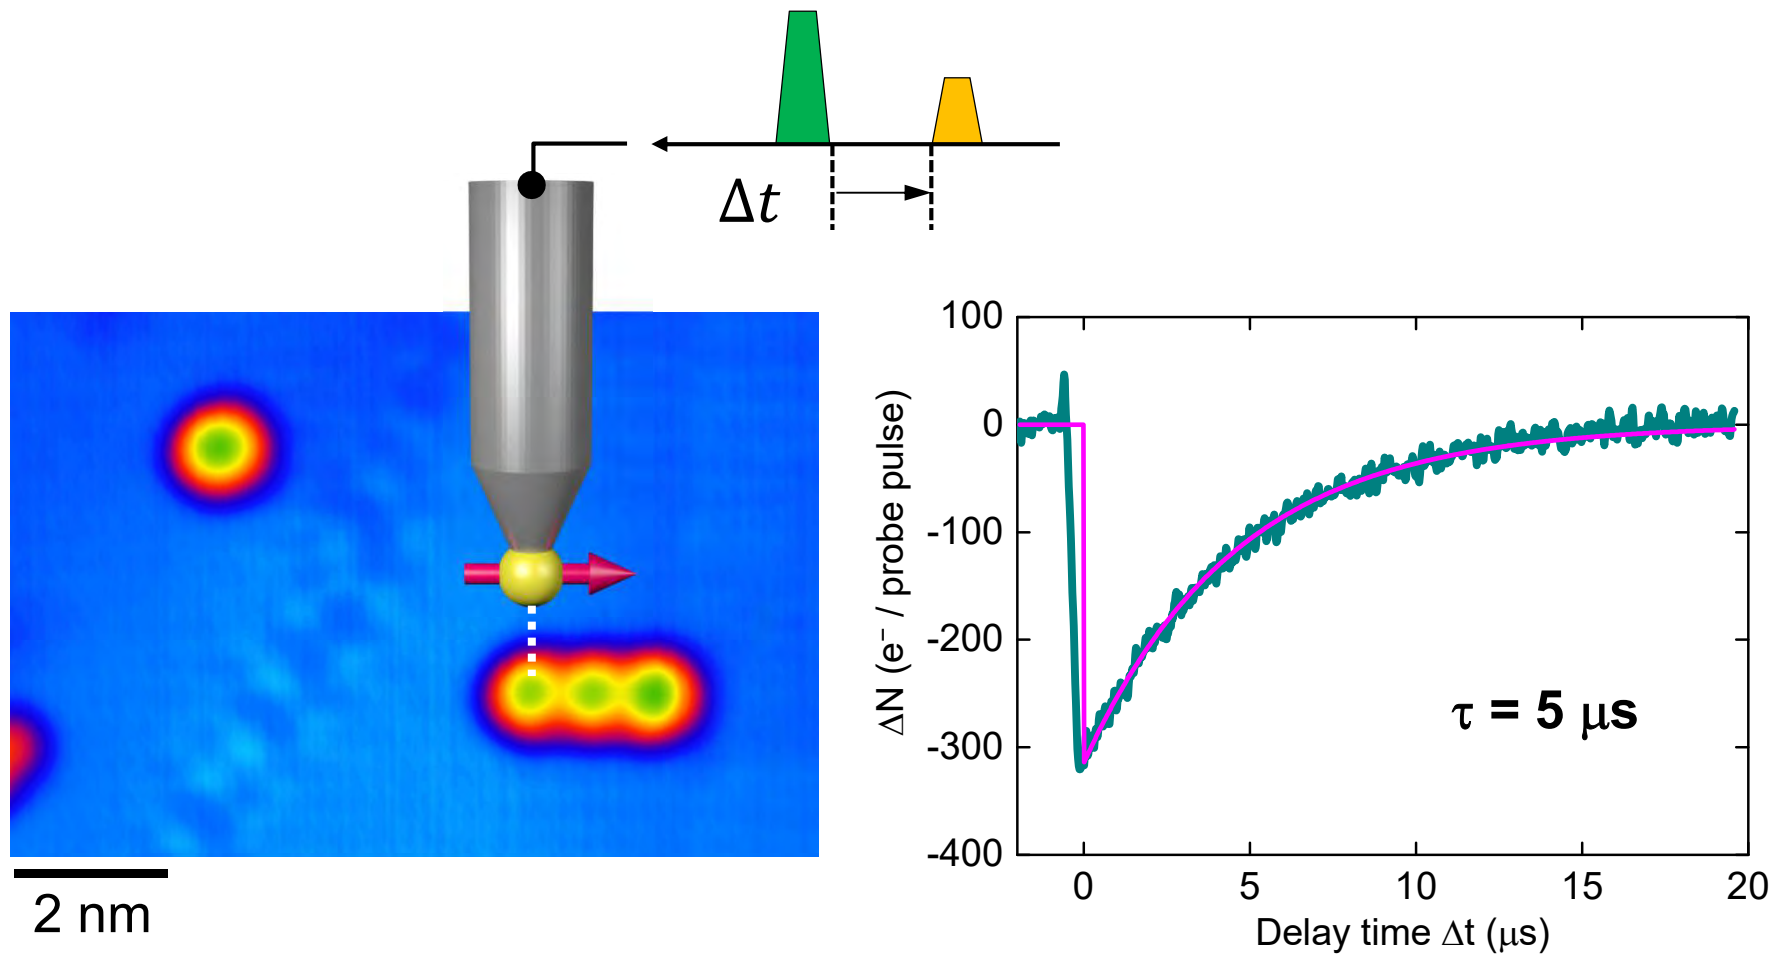 Δt
2 nm
100
0
-100
-200
-300
-400
ΔN (e⁻ / probe pulse)
τ = 5 μs
0 5 10 15 20
Delay time Δt (μs)